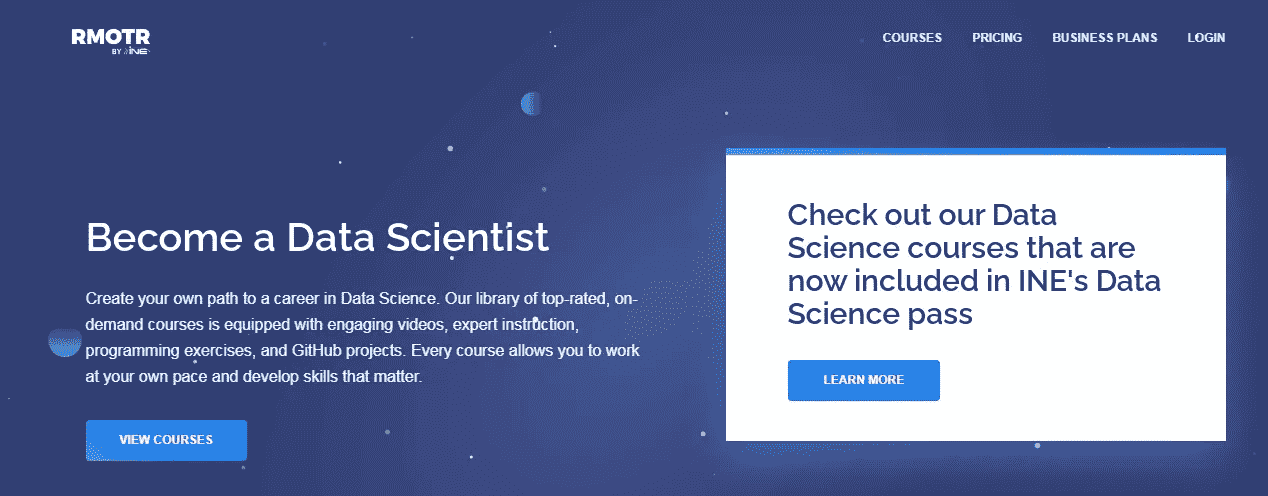 RMOTR
BY INE
COURSES PRICING BUSINESS PLANS LOGIN
Become a Data Scientist
Create your own path to a career in Data Science. Our library of top-rated, on-
demand courses is equipped with engaging videos, expert instruction,
programming exercises, and GitHub projects. Every course allows you to work
at your own pace and develop skills that matter.
VIEW COURSES
Check out our Data
Science courses that are
now included in INE's Data
Science pass
LEARN MORE